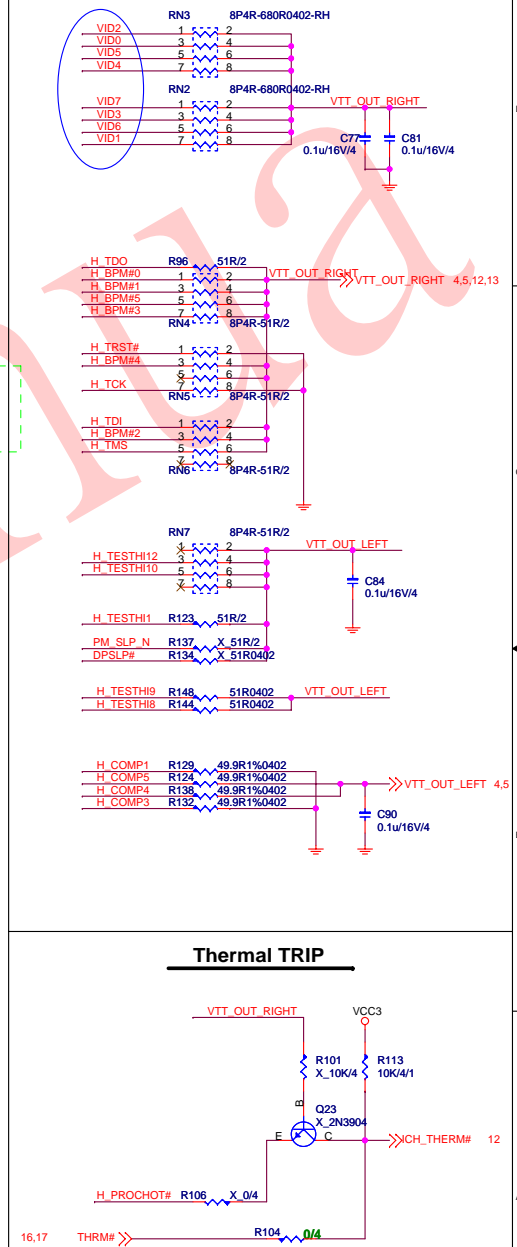 RN3 8P4R-680R0402-RH
VID2 1 2
VID0 3 4
VID5 5 6
VID4 7 8
RN2 8P4R-680R0402-RH
VID7 1 2 VTT_OUT_RIGHT
VID3 3 4
VID6 5 6
VID1 7 8
C77 0.1u/16V/4
C81 0.1u/16V/4
H_TDO R96 51R/2
H_BPM#0 1 2 VTT_OUT_RIGHT VTT_OUT_RIGHT 4,5,12,13
H_BPM#1 3 4
H_BPM#5 5 6
H_BPM#3 7 8
RN4 8P4R-51R/2
H_TRST# 1 2
H_BPM#4 3 4
5 6
H_TCK 7 8
RN5 8P4R-51R/2
H_TDI 1 2
H_BPM#2 3 4
H_TMS 5 6
7 8
RN6 8P4R-51R/2
RN7 8P4R-51R/2
1 2 VTT_OUT_LEFT
H_TESTHI12 3 4
H_TESTHI10 5 6
7 8
C84
0.1u/16V/4
H_TESTHI1 R123 51R/2
PM_SLP_N R137 X_51R/2
DPSLP# R134 X_51R0402
H_TESTHI9 R148 51R0402 VTT_OUT_LEFT
H_TESTHI8 R144 51R0402
H_COMP1 R129 49.9R1%0402
H_COMP5 R124 49.9R1%0402 VTT_OUT_LEFT 4,5
H_COMP4 R138 49.9R1%0402
H_COMP3 R132 49.9R1%0402
C90
0.1u/16V/4
Thermal TRIP
VTT_OUT_RIGHT VCC3
R101 R113
X_10K/4 10K/4/1
B Q23
X_2N3904
E C ICH_THERM# 12
H_PROCHOT# R106 X_0/4
16,17 THRM# R104 0/4